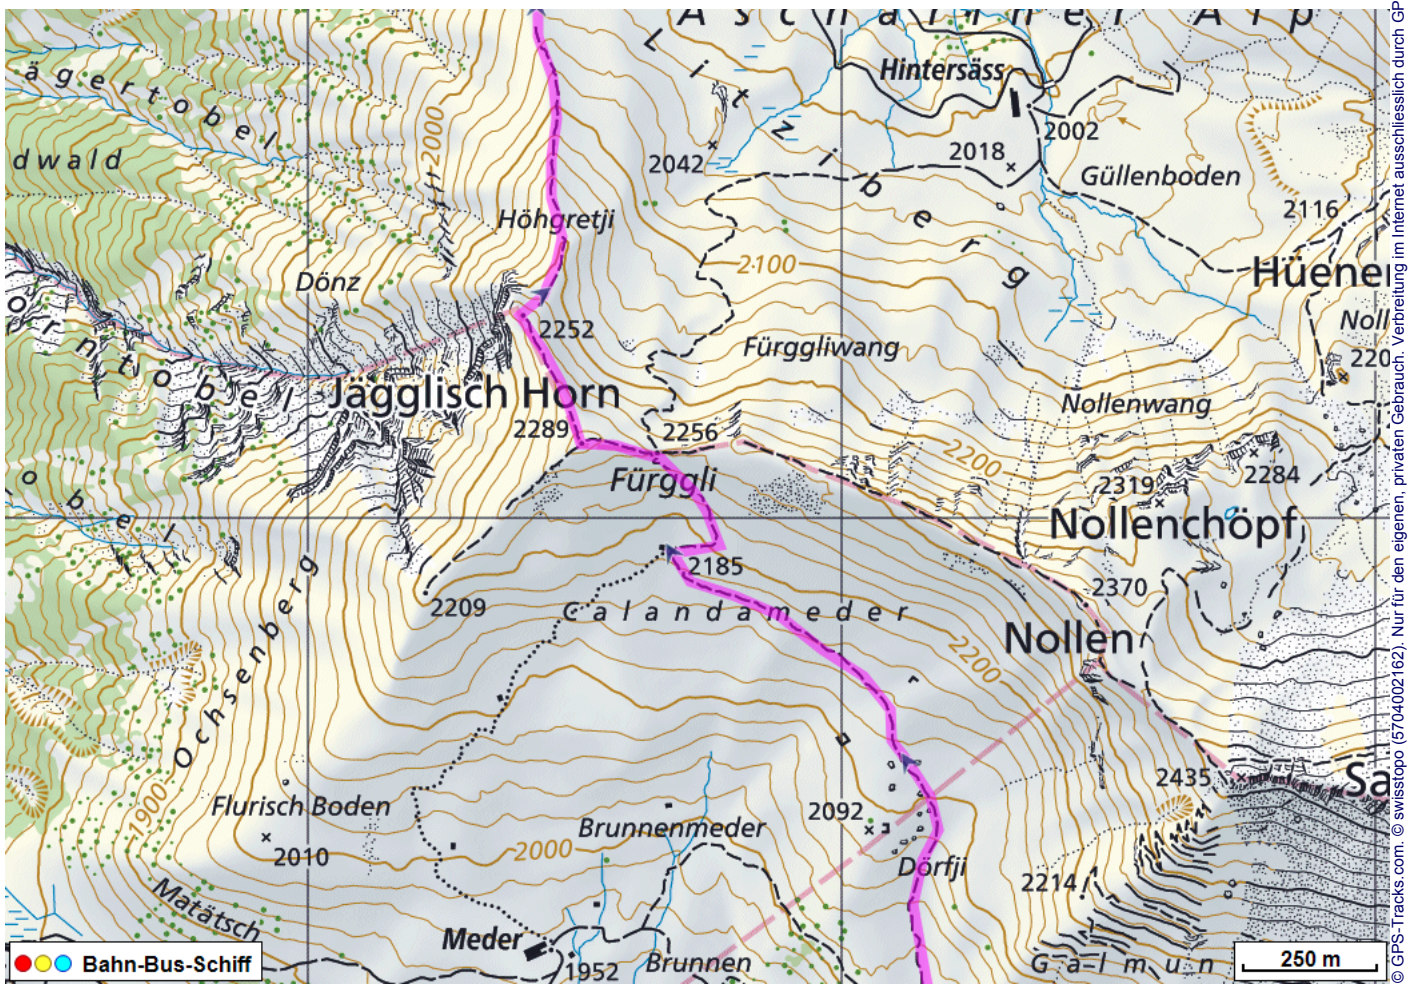 Aschariner Alp
Litziberg
Hintersäss
2002
ägertobel
2000
dwald
2042
2018
Güllenboden
2116
Höhgretji
2100
Hüener
Dönz
2252
Noll
220
Fürggliwang
orntobel
Jägglisch Horn
Nollenwang
2289
2256
2200
2319
2284
Fürggli
obel
Nollenchöpf
2185
2370
2209
Calandameder
Nollen
2200
Ochsenberg
2435
Sa
1900
Flurisch Boden
2092
Brunnenmeder
2010
2000
Dörfji
2214
Matätsch
Meder
1952
Brunnen
Galmun
Bahn-Bus-Schiff
250 m
© GPS-Tracks.com. © swisstopo (5704002162). Nur für den eigenen, privaten Gebrauch. Verbreitung im Internet ausschliesslich durch GP